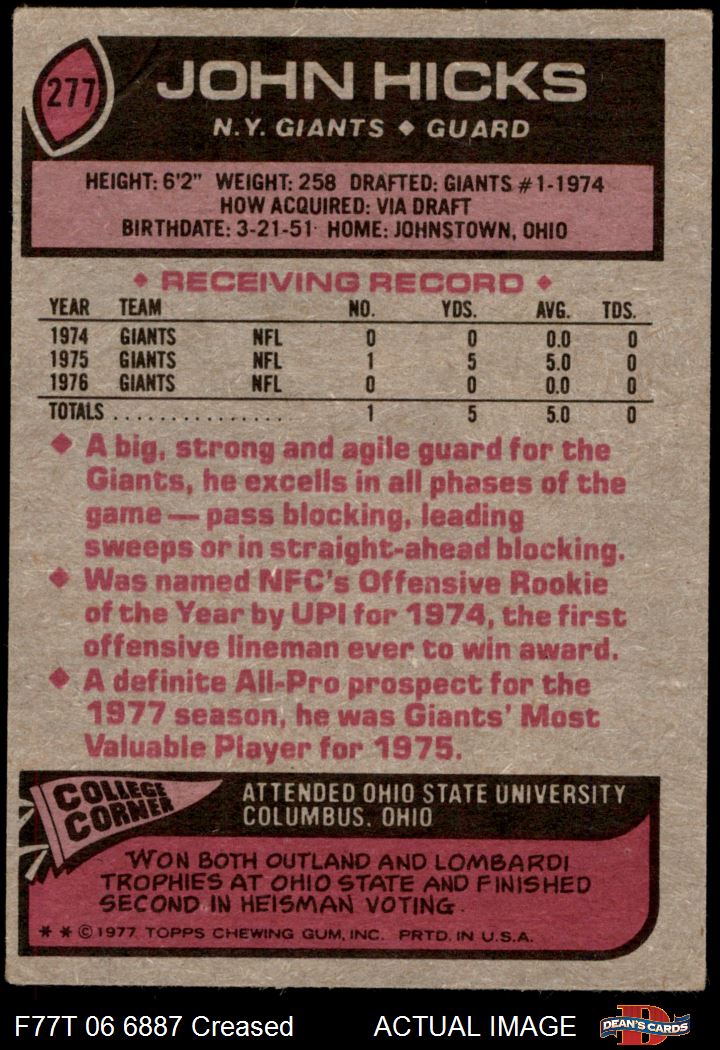 277
JOHN HICKS
N.Y. GIANTS ◆ GUARD
HEIGHT: 6'2" WEIGHT: 258 DRAFTED: GIANTS #1-1974
HOW ACQUIRED: VIA DRAFT
BIRTHDATE: 3-21-51 HOME: JOHNSTOWN, OHIO
◆ RECEIVING RECORD ◆
YEAR TEAM NO. YDS. AVG. TDS.
1974 GIANTS NFL 0 0 0.0 0
1975 GIANTS NFL 1 5 5.0 0
1976 GIANTS NFL 0 0 0.0 0
TOTALS ................ 1 5 5.0 0
◆ A big, strong and agile guard for the
Giants, he excells in all phases of the
game — pass blocking, leading
sweeps or in straight-ahead blocking.
◆ Was named NFC's Offensive Rookie
of the Year by UPI for 1974, the first
offensive lineman ever to win award.
◆ A definite All-Pro prospect for the
1977 season, he was Giants' Most
Valuable Player for 1975.
COLLEGE
CORNER
ATTENDED OHIO STATE UNIVERSITY
COLUMBUS, OHIO
WON BOTH OUTLAND AND LOMBARDI
TROPHIES AT OHIO STATE AND FINISHED
SECOND IN HEISMAN VOTING.
* * © 1977 TOPPS CHEWING GUM, INC. PRTD. IN U.S.A.
F77T 06 6887 Creased ACTUAL IMAGE
D
DEAN'S CARDS